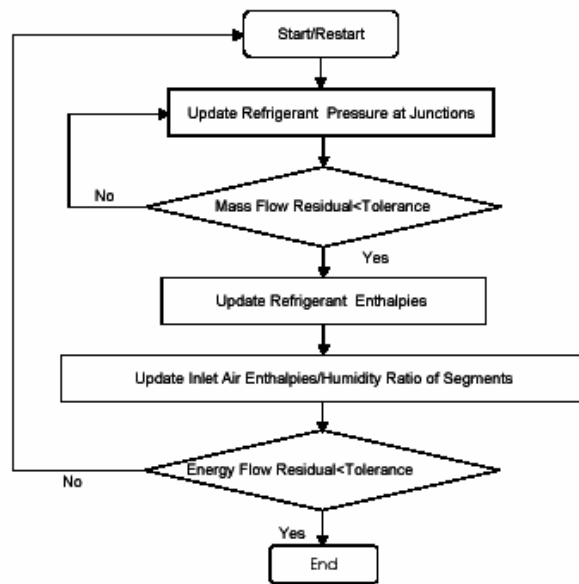 Start/Restart
Update Refrigerant Pressure at Junctions
No
Mass Flow Residual<Tolerance
Yes
Update Refrigerant Enthalpies
Update Inlet Air Enthalpies/Humidity Ratio of Segments
Energy Flow Residual<Tolerance
No
Yes
End